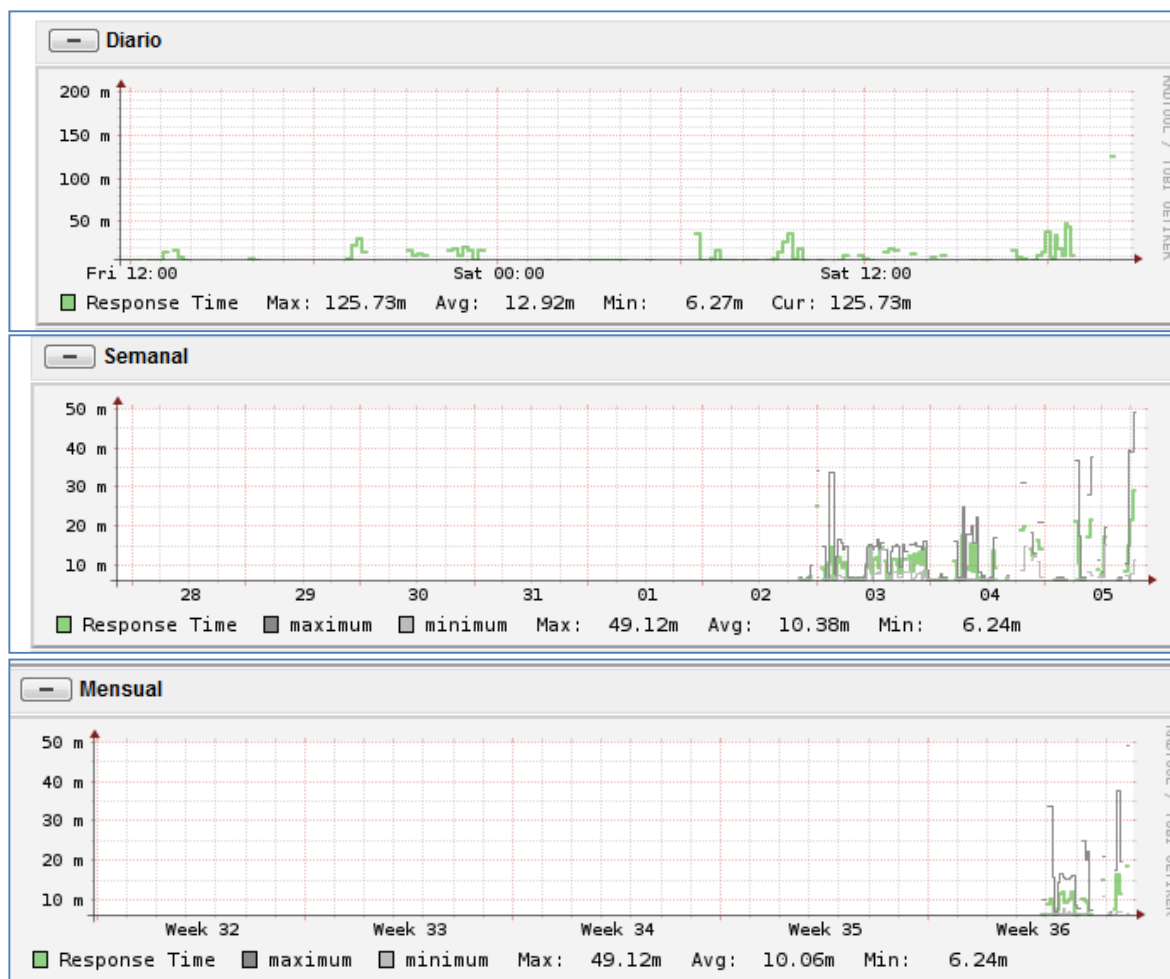 Diario
200 m
150 m
100 m
50 m
Fri 12:00 Sat 00:00 Sat 12:00
Response Time Max: 125.73m Avg: 12.92m Min: 6.27m Cur: 125.73m
Semanal
50 m
40 m
30 m
20 m
10 m
28 29 30 31 01 02 03 04 05
Response Time maximum minimum Max: 49.12m Avg: 10.38m Min: 6.24m
Mensual
50 m
40 m
30 m
20 m
10 m
Week 32 Week 33 Week 34 Week 35 Week 36
Response Time maximum minimum Max: 49.12m Avg: 10.06m Min: 6.24m